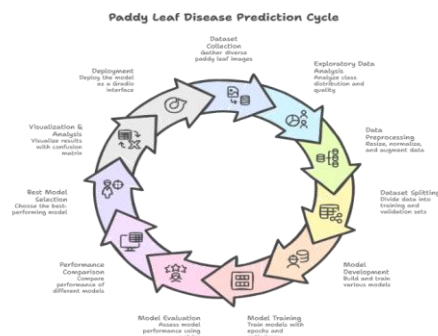 Paddy Leaf Disease Prediction Cycle
Dataset
Collection
Gather diverse
paddy leaf images
Exploratory Data
Analysis
Analyze class
distribution and
quality
Data
Preprocessing
Resize, normalize,
and augment data
Dataset Splitting
Divide data into
training and
validation sets
Model
Development
Build and train
various models
Model Training
Train models with
epochs and
Model Evaluation
Assess model
performance using
Performance
Comparison
Compare
performance of
different models
Best Model
Selection
Choose the best-
performing model
Visualization &
Analysis
Visualize results
with confusion
matrix
Deployment
Deploy the model
as a Gradio
interface